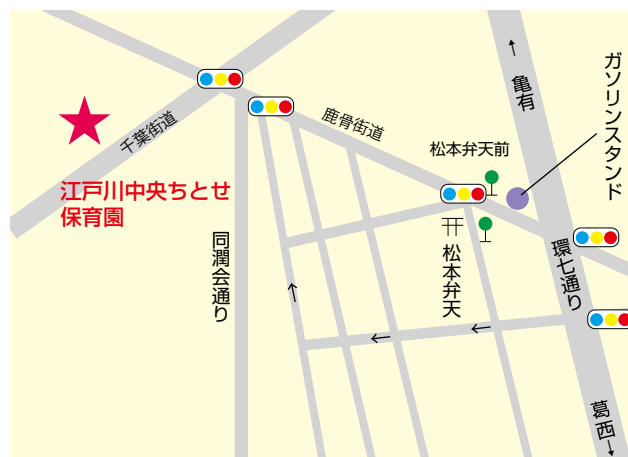 千葉街道
江戸川中央ちとせ
保育園
同潤会通り
鹿骨街道
松本弁天前
松本弁天
ガソリンスタンド
亀有
環七通り
葛西